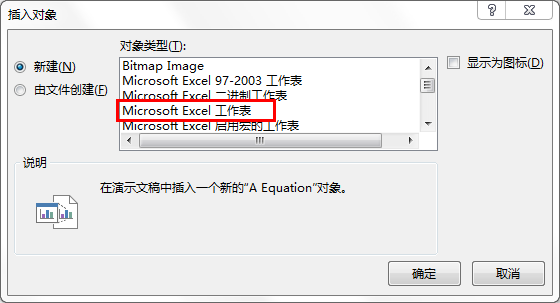 插入对象
对象类型(T):
新建(N)
由文件创建(F)
Bitmap Image
Microsoft Excel 97-2003 工作表
Microsoft Excel 二进制工作表
Microsoft Excel 工作表
Microsoft Excel 启用宏的工作表
显示为图标(D)
说明
在演示文稿中插入一个新的“A Equation”对象。
确定
取消